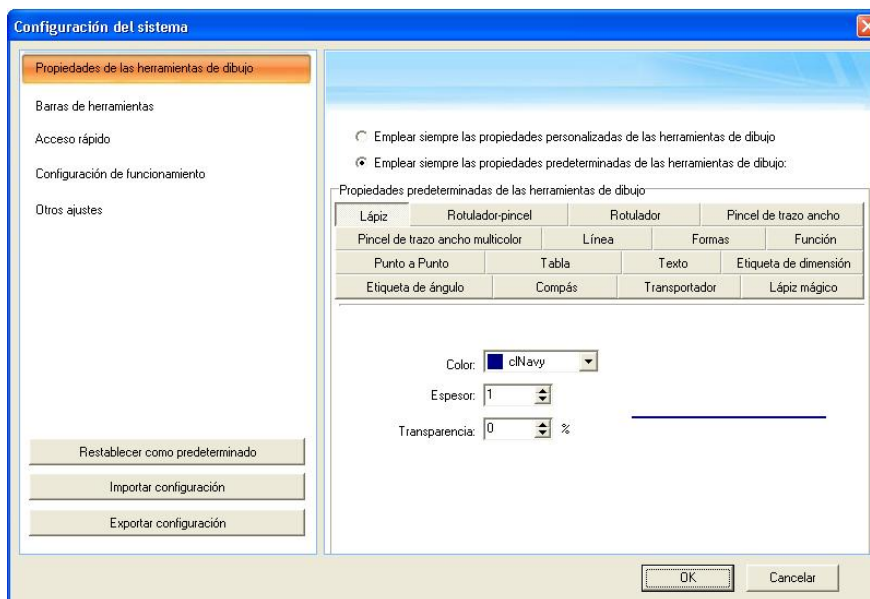 Configuración del sistema
Propiedades de las herramientas de dibujo
Barras de herramientas
Acceso rápido
Configuración de funcionamiento
Otros ajustes
Restablecer como predeterminado
Importar configuración
Exportar configuración
Emplear siempre las propiedades personalizadas de las herramientas de dibujo
Emplear siempre las propiedades predeterminadas de las herramientas de dibujo:
Propiedades predeterminadas de las herramientas de dibujo
Lápiz Rotulador-pincel Rotulador Pincel de trazo ancho
Pincel de trazo ancho multicolor Línea Formas Función
Punto a Punto Tabla Texto Etiqueta de dimensión
Etiqueta de ángulo Compás Transportador Lápiz mágico
Color: clNavy
Espesor: 1
Transparencia: 0 %
OK Cancelar